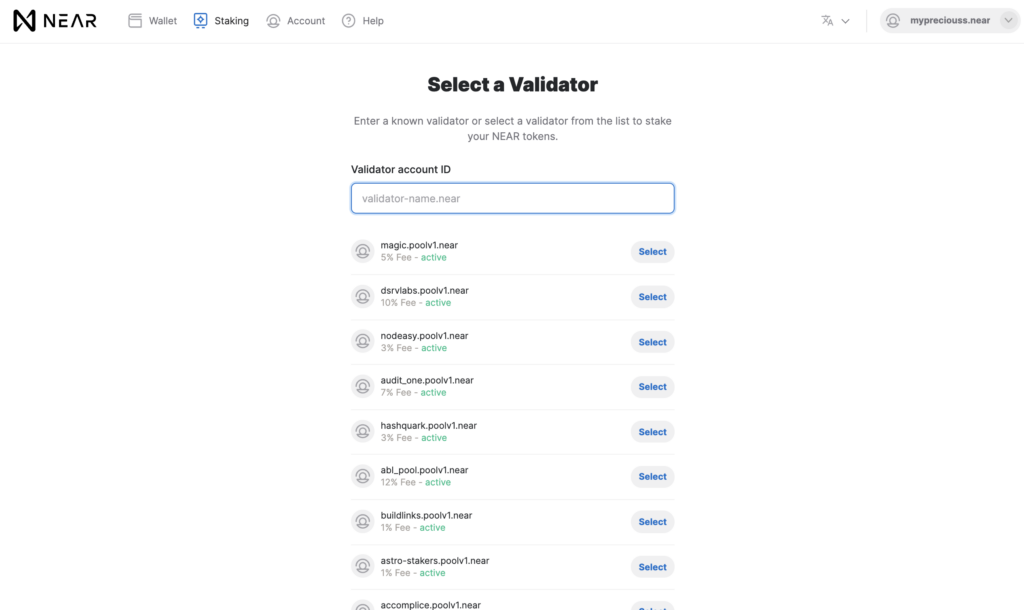 NEAR
Wallet
Staking
Account
Help
mypreciouss.near
Select a Validator
Enter a known validator or select a validator from the list to stake
your NEAR tokens.
Validator account ID
validator-name.near
magic.poolv1.near
5% Fee - active
Select
dsrvlabs.poolv1.near
10% Fee - active
Select
nodeasy.poolv1.near
3% Fee - active
Select
audit_one.poolv1.near
7% Fee - active
Select
hashquark.poolv1.near
3% Fee - active
Select
abl_pool.poolv1.near
12% Fee - active
Select
buildlinks.poolv1.near
1% Fee - active
Select
astro-stakers.poolv1.near
1% Fee - active
Select
accomplice.poolv1.near
Select